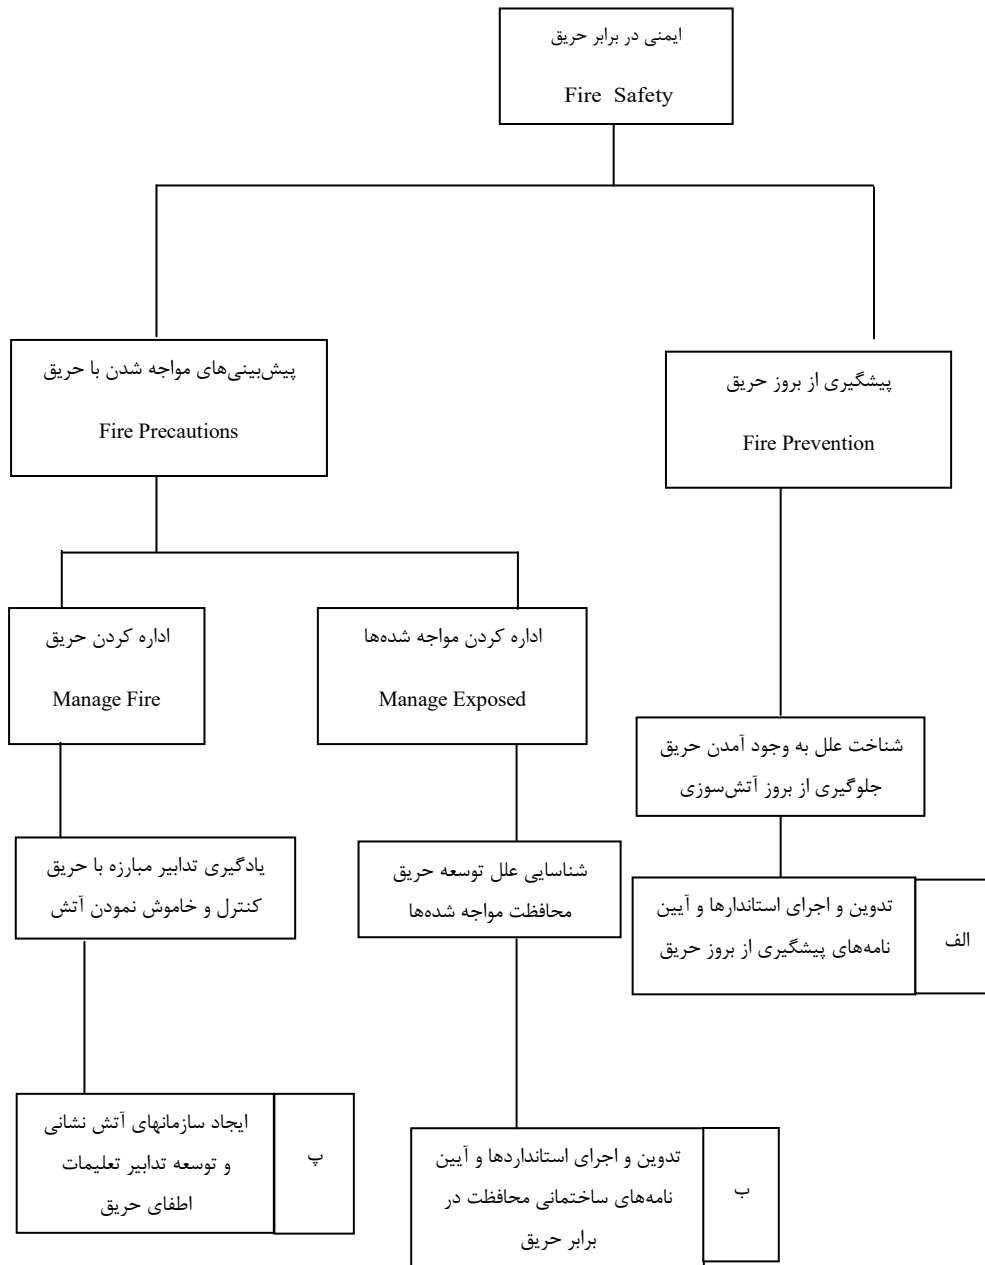 ایمنی در برابر حریق
Fire Safety
پیشگیری از بروز حریق
Fire Prevention
پیش‌بینی‌های مواجه شدن با حریق
Fire Precautions
اداره کردن مواجه شده‌ها
Manage Exposed
اداره کردن حریق
Manage Fire
شناخت علل به وجود آمدن حریق
جلوگیری از بروز آتش‌سوزی
شناسایی علل توسعه حریق
محافظت مواجه شده‌ها
یادگیری تدابیر مبارزه با حریق
کنترل و خاموش نمودن آتش
الف
تدوین و اجرای استاندارها و آیین
نامه‌های پیشگیری از بروز حریق
ب
تدوین و اجرای استانداردها و آیین
نامه‌های ساختمانی محافظت در
برابر حریق
پ
ایجاد سازمانهای آتش نشانی
و توسعه تدابیر تعلیمات
اطفای حریق